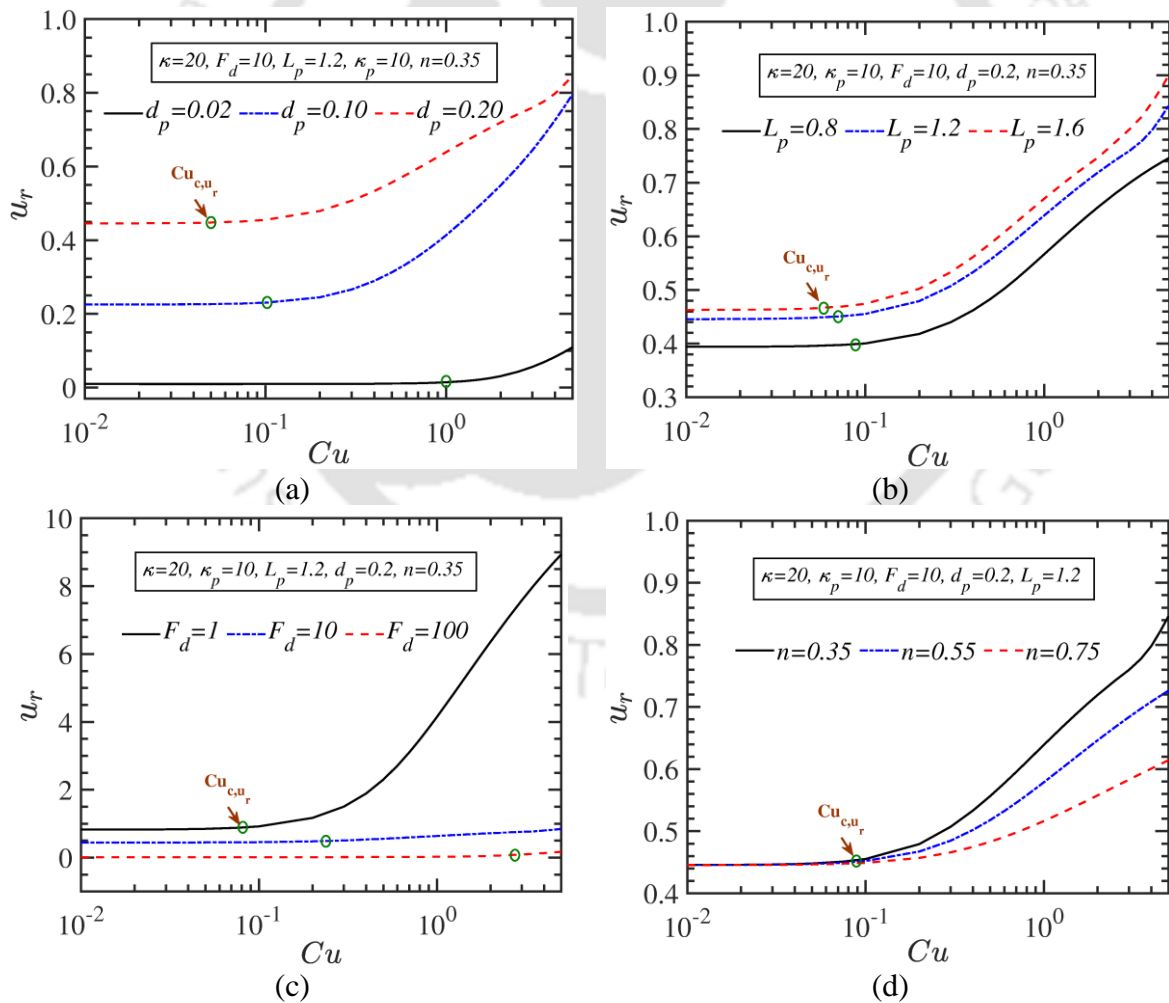 κ=20, F_d=10, L_p=1.2, κ_p=10, n=0.35
d_p=0.02 d_p=0.10 d_p=0.20
Cu_{c,u_r}
u_r
1.0
0.8
0.6
0.4
0.2
0
10^-2 10^-1 10^0
Cu
(a)
κ=20, κ_p=10, F_d=10, d_p=0.2, n=0.35
L_p=0.8 L_p=1.2 L_p=1.6
Cu_{c,u_r}
u_r
1.0
0.9
0.8
0.7
0.6
0.5
0.4
0.3
10^-2 10^-1 10^0
Cu
(b)
κ=20, κ_p=10, L_p=1.2, d_p=0.2, n=0.35
F_d=1 F_d=10 F_d=100
Cu_{c,u_r}
u_r
10
8
6
4
2
0
10^-2 10^-1 10^0
Cu
(c)
κ=20, κ_p=10, F_d=10, d_p=0.2, L_p=1.2
n=0.35 n=0.55 n=0.75
Cu_{c,u_r}
u_r
1.0
0.9
0.8
0.7
0.6
0.5
0.4
10^-2 10^-1 10^0
Cu
(d)